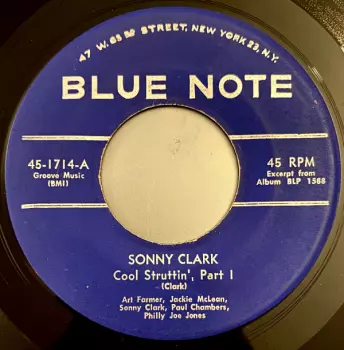 47 W. 63rd STREET, NEW YORK 23, N.Y.
BLUE NOTE
45-1714-A
Groove Music
(BMI)
45 RPM
Excerpt from
Album BLP 1588
SONNY CLARK
Cool Struttin', Part 1
(Clark)
Art Farmer, Jackie McLean,
Sonny Clark, Paul Chambers,
Philly Joe Jones